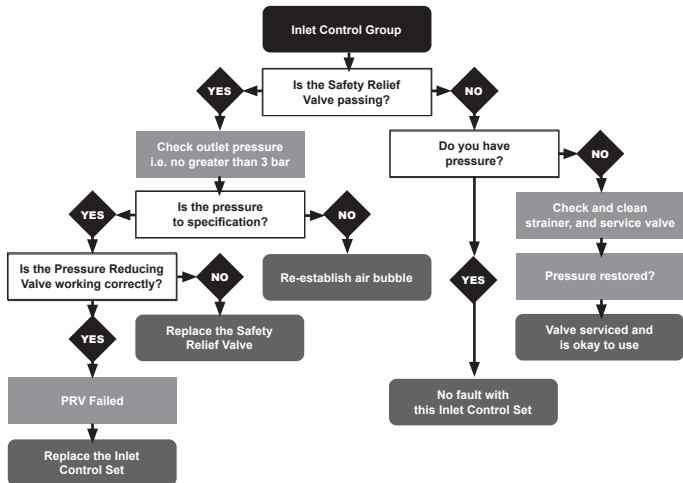 Inlet Control Group
YES
Is the Safety Relief
Valve passing?
NO
Check outlet pressure
i.e. no greater than 3 bar
Do you have
pressure?
NO
YES
Is the pressure
to specification?
NO
Check and clean
strainer, and service valve
Is the Pressure Reducing
Valve working correctly?
NO
Re-establish air bubble
YES
Pressure restored?
YES
Replace the Safety
Relief Valve
Valve serviced and
is okay to use
PRV Failed
No fault with
this Inlet Control Set
Replace the Inlet
Control Set